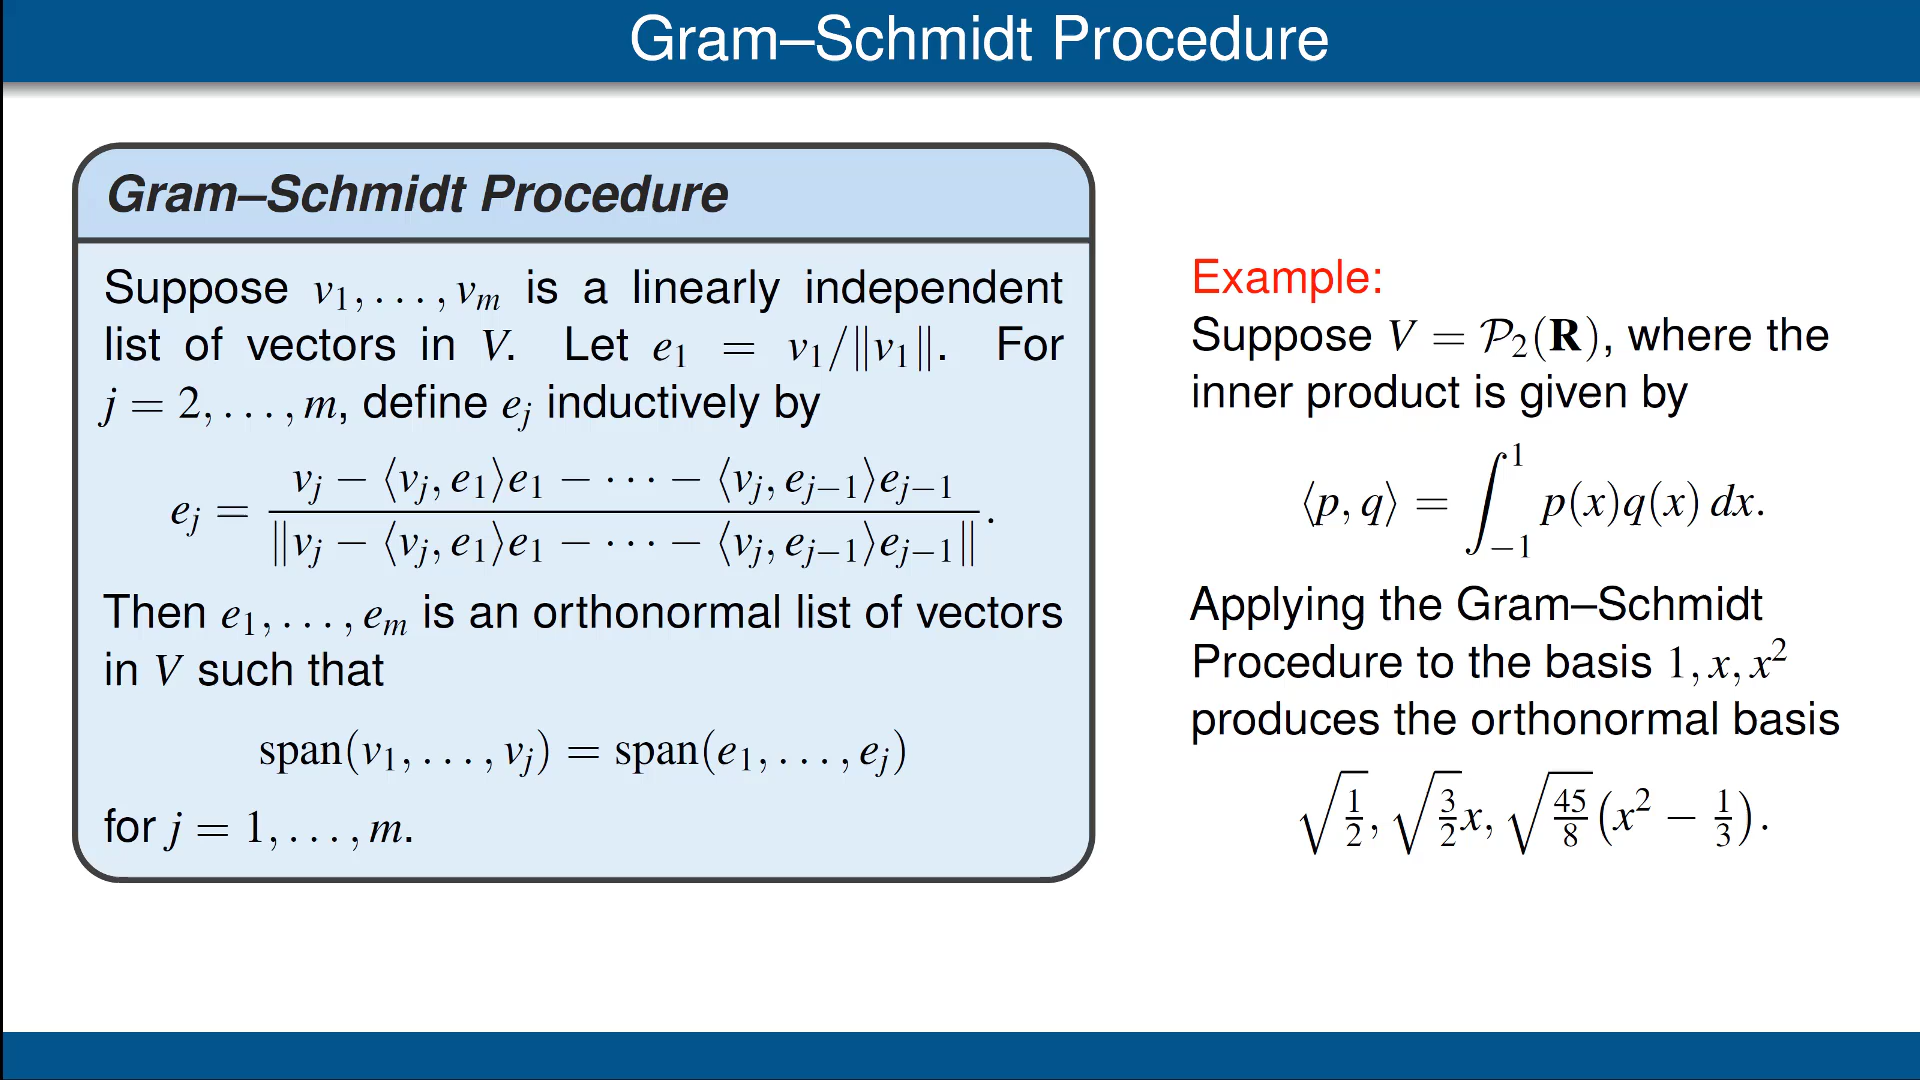 Gram–Schmidt Procedure
Gram–Schmidt Procedure
Suppose v₁, . . . , vₘ is a linearly independent
list of vectors in V. Let e₁ = v₁/‖v₁‖. For
j = 2, . . . , m, define eⱼ inductively by
eⱼ = (vⱼ − ⟨vⱼ, e₁⟩e₁ − · · · − ⟨vⱼ, eⱼ₋₁⟩eⱼ₋₁) / ‖vⱼ − ⟨vⱼ, e₁⟩e₁ − · · · − ⟨vⱼ, eⱼ₋₁⟩eⱼ₋₁‖ .
Then e₁, . . . , eₘ is an orthonormal list of vectors
in V such that
span(v₁, . . . , vⱼ) = span(e₁, . . . , eⱼ)
for j = 1, . . . , m.
Example:
Suppose V = 𝒫₂(𝐑), where the
inner product is given by
⟨p, q⟩ = ∫₋₁¹ p(x)q(x) dx.
Applying the Gram–Schmidt
Procedure to the basis 1, x, x²
produces the orthonormal basis
√(1/2), √(3/2)x, √(45/8)(x² − 1/3).